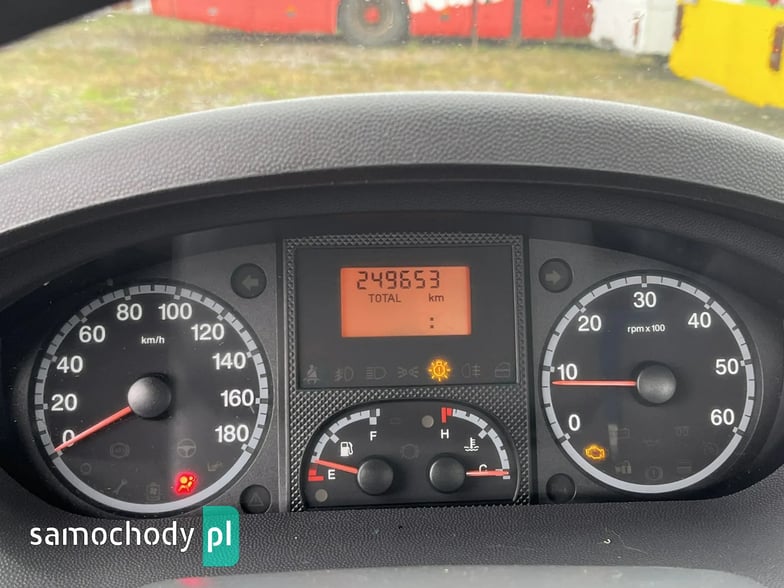 249653
TOTAL km
:
80 100
60 120
km/h
40 140
20 160
0 180
30
20 40
rpm x 100
10 50
0 60
F H
E C
samochody pl